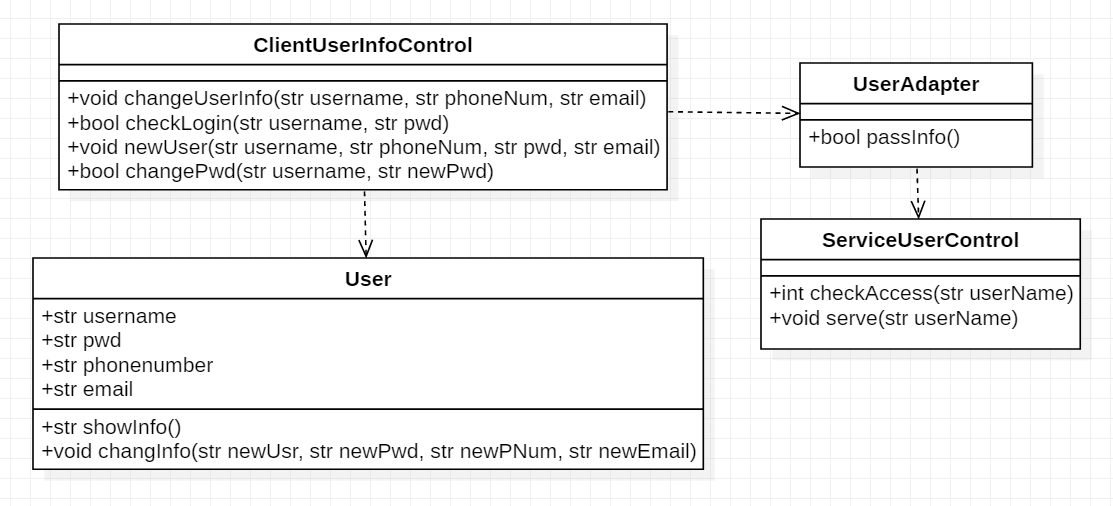 ClientUserInfoControl
+void changeUserInfo(str username, str phoneNum, str email)
+bool checkLogin(str username, str pwd)
+void newUser(str username, str phoneNum, str pwd, str email)
+bool changePwd(str username, str newPwd)
UserAdapter
+bool passInfo()
ServiceUserControl
+int checkAccess(str userName)
+void serve(str userName)
User
+str username
+str pwd
+str phonenumber
+str email
+str showInfo()
+void changInfo(str newUsr, str newPwd, str newPNum, str newEmail)